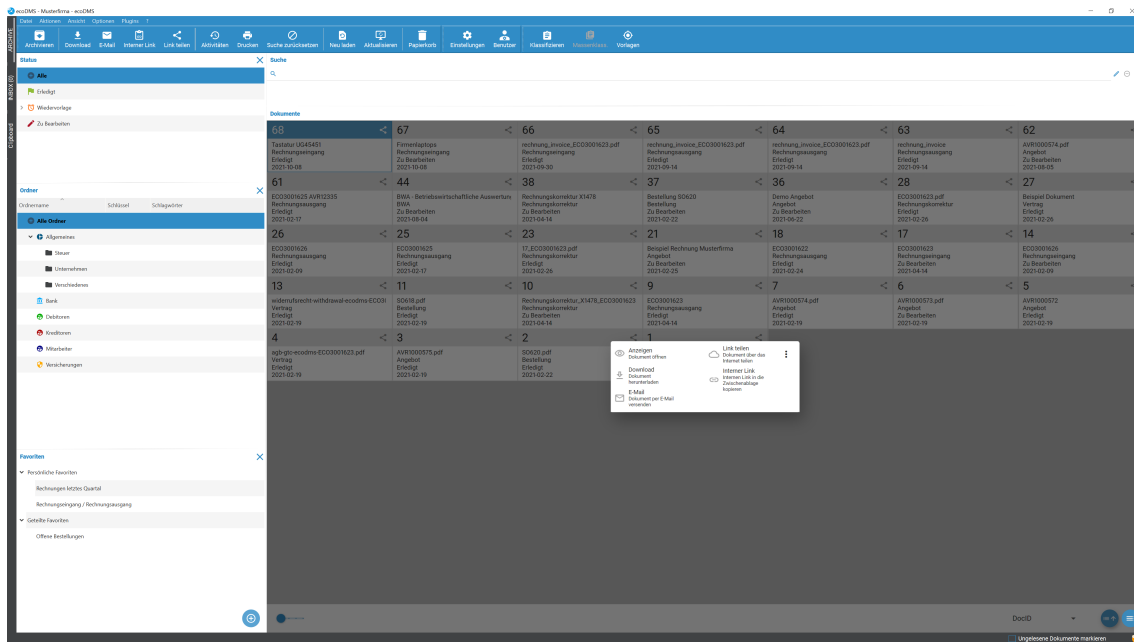 ecoDMS - Musterfirma - ecoDMS
Datei Aktionen Ansicht Optionen Plugins ?
Archivieren Download E-Mail Interner Link Link teilen Aktivitäten Drucken Suche zurücksetzen Neu laden Aktualisieren Papierkorb Einstellungen Benutzer Klassifizieren Massenklass. Vorlagen
ARCHIVE
INBOX (0)
Clipboard
Status
Alle
Erledigt
Wiedervorlage
Zu Bearbeiten
Ordner
Ordnername Schlüssel Schlagwörter
Alle Ordner
Allgemeines
Steuer
Unternehmen
Verschiedenes
Bank
Debitoren
Kreditoren
Mitarbeiter
Versicherungen
Favoriten
Persönliche Favoriten
Rechnungen letztes Quartal
Rechnungseingang / Rechnungsausgang
Geteilte Favoriten
Offene Bestellungen
Suche
Dokumente
68 67 66 65 64 63 62
Tastatur UG45451 Firmenlaptops rechnung_invoice_ECO3001623.pdf rechnung_invoice_ECO3001623.pdf rechnung_invoice_ECO3001623.pdf rechnung_invoice AVR1000574.pdf
Rechnungseingang Rechnungseingang Rechnungseingang Rechnungsausgang Rechnungsausgang Rechnungsausgang Angebot
Erledigt Zu Bearbeiten Erledigt Erledigt Erledigt Erledigt Zu Bearbeiten
2021-10-08 2021-10-08 2021-09-30 2021-09-14 2021-09-14 2021-09-14 2021-08-05
61 44 38 37 36 28 27
ECO3001625 AVR12335 BWA - Betriebswirtschaftliche Auswertung Rechnungskorrektur X1478 Bestellung SO620 Demo Angebot ECO3001623.pdf Beispiel Dokument
Rechnungsausgang BWA Rechnungskorrektur Bestellung Angebot Rechnungskorrektur Vertrag
Erledigt Zu Bearbeiten Zu Bearbeiten Zu Bearbeiten Zu Bearbeiten Erledigt Erledigt
2021-02-17 2021-08-04 2021-04-14 2021-02-22 2021-06-22 2021-02-26 2021-02-26
26 25 23 21 18 17 14
ECO3001626 ECO3001625 17_ECO3001623.pdf Beispiel Rechnung Musterfirma ECO3001622 ECO3001623 ECO3001626
Rechnungsausgang Rechnungsausgang Rechnungskorrektur Angebot Rechnungsausgang Rechnungseingang Rechnungseingang
Erledigt Erledigt Erledigt Zu Bearbeiten Zu Bearbeiten Zu Bearbeiten Zu Bearbeiten
2021-02-09 2021-02-17 2021-02-26 2021-02-25 2021-02-24 2021-04-14 2021-02-09
13 11 10 9 7 6 5
widerrufsrecht-withdrawal-ecodms-ECO3 SO618.pdf Rechnungskorrektur_X1478_ECO3001623 ECO3001623 AVR1000574.pdf AVR1000573.pdf AVR1000572
Vertrag Bestellung Rechnungskorrektur Rechnungsausgang Angebot Angebot Angebot
Erledigt Erledigt Zu Bearbeiten Erledigt Erledigt Erledigt Erledigt
2021-02-19 2021-02-19 2021-04-14 2021-02-19 2021-02-19 2021-02-19 2021-02-19
4 3 2 1
agb-gtc-ecodms-ECO3001623.pdf AVR1000575.pdf SO620.pdf
Vertrag Angebot Bestellung
Erledigt Erledigt Erledigt
2021-02-19 2021-02-19 2021-02-22
Anzeigen
Dokument öffnen
Download
Dokument
herunterladen
E-Mail
Dokument per E-Mail
versenden
Link teilen
Dokument über das
Internet teilen
Interner Link
Internen Link in die
Zwischenablage
kopieren
DocID
Ungelesene Dokumente markieren